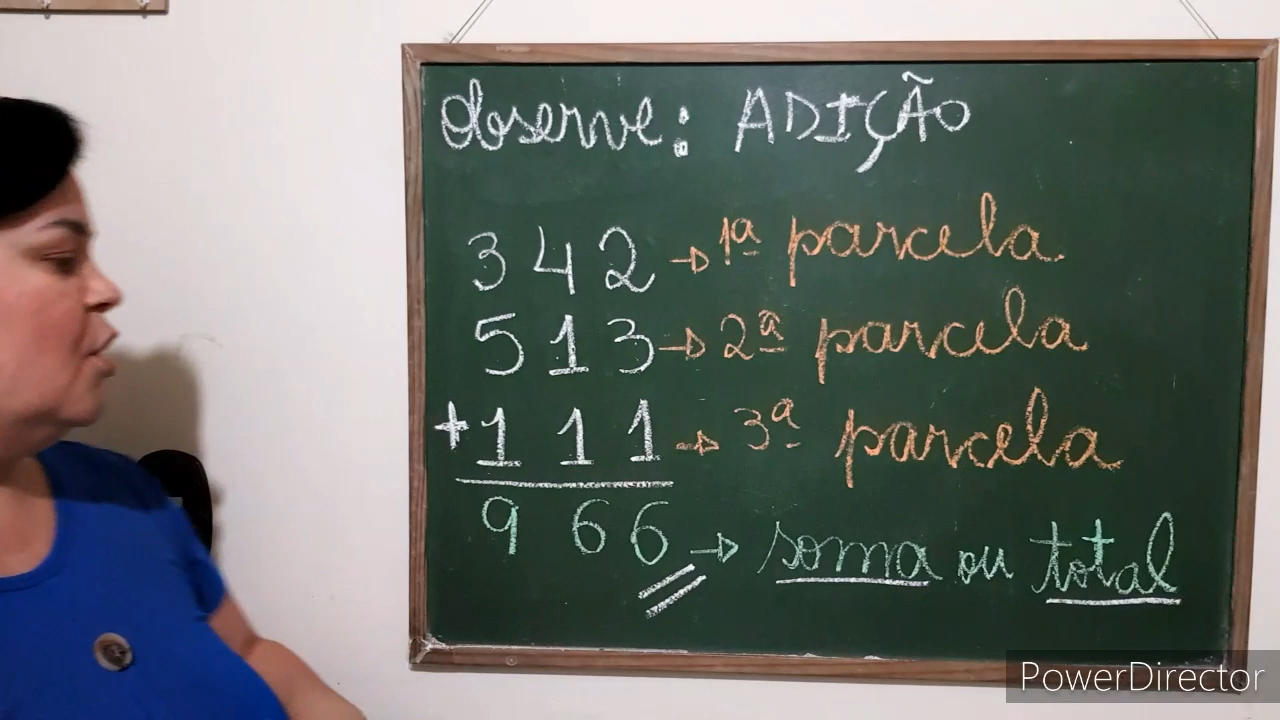 Observe: ADIÇÃO
342 → 1ª parcela
513 → 2ª parcela
+111 → 3ª parcela
966 → soma ou total
PowerDirector